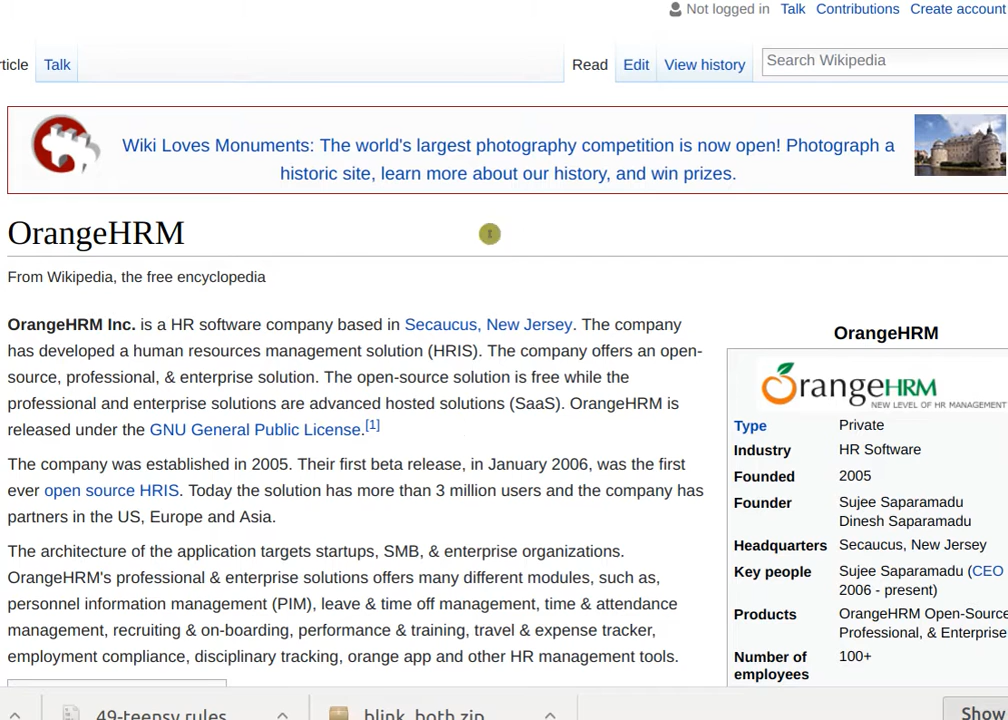 Not logged in Talk Contributions Create account
rticle Talk Read Edit View history Search Wikipedia
Wiki Loves Monuments: The world's largest photography competition is now open! Photograph a
historic site, learn more about our history, and win prizes.
OrangeHRM
From Wikipedia, the free encyclopedia
OrangeHRM Inc. is a HR software company based in Secaucus, New Jersey. The company
has developed a human resources management solution (HRIS). The company offers an open-
source, professional, & enterprise solution. The open-source solution is free while the
professional and enterprise solutions are advanced hosted solutions (SaaS). OrangeHRM is
released under the GNU General Public License.[1]
The company was established in 2005. Their first beta release, in January 2006, was the first
ever open source HRIS. Today the solution has more than 3 million users and the company has
partners in the US, Europe and Asia.
The architecture of the application targets startups, SMB, & enterprise organizations.
OrangeHRM's professional & enterprise solutions offers many different modules, such as,
personnel information management (PIM), leave & time off management, time & attendance
management, recruiting & on-boarding, performance & training, travel & expense tracker,
employment compliance, disciplinary tracking, orange app and other HR management tools.
OrangeHRM
OrangeHRM
NEW LEVEL OF HR MANAGEMENT
Type Private
Industry HR Software
Founded 2005
Founder Sujee Saparamadu
Dinesh Saparamadu
Headquarters Secaucus, New Jersey
Key people Sujee Saparamadu (CEO
2006 - present)
Products OrangeHRM Open-Source
Professional, & Enterprise
Number of 100+
employees
49-teensy.rules blink_both.zip Show